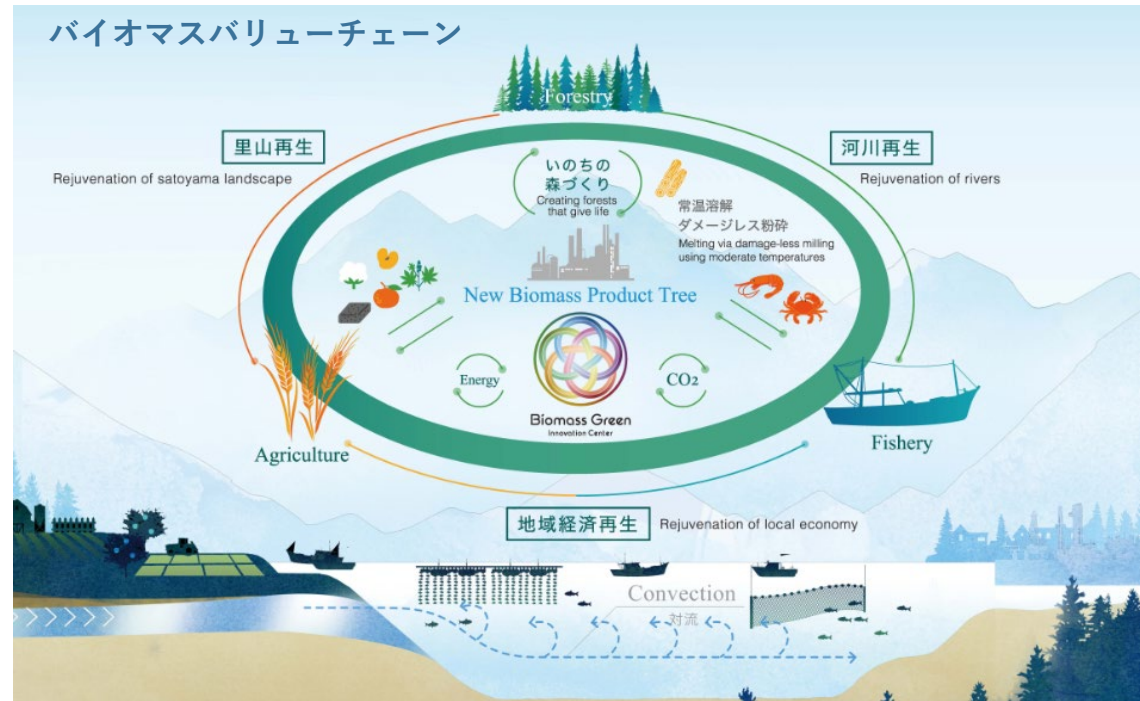 バイオマスバリューチェーン
Forestry
里山再生
Rejuvenation of satoyama landscape
河川再生
Rejuvenation of rivers
いのちの
森づくり
Creating forests
that give life
常温溶解
ダメージレス粉砕
Melting via damage-less milling
using moderate temperatures
New Biomass Product Tree
Energy
CO2
Biomass Green
Innovation Center
Agriculture
Fishery
地域経済再生
Rejuvenation of local economy
Convection
対流